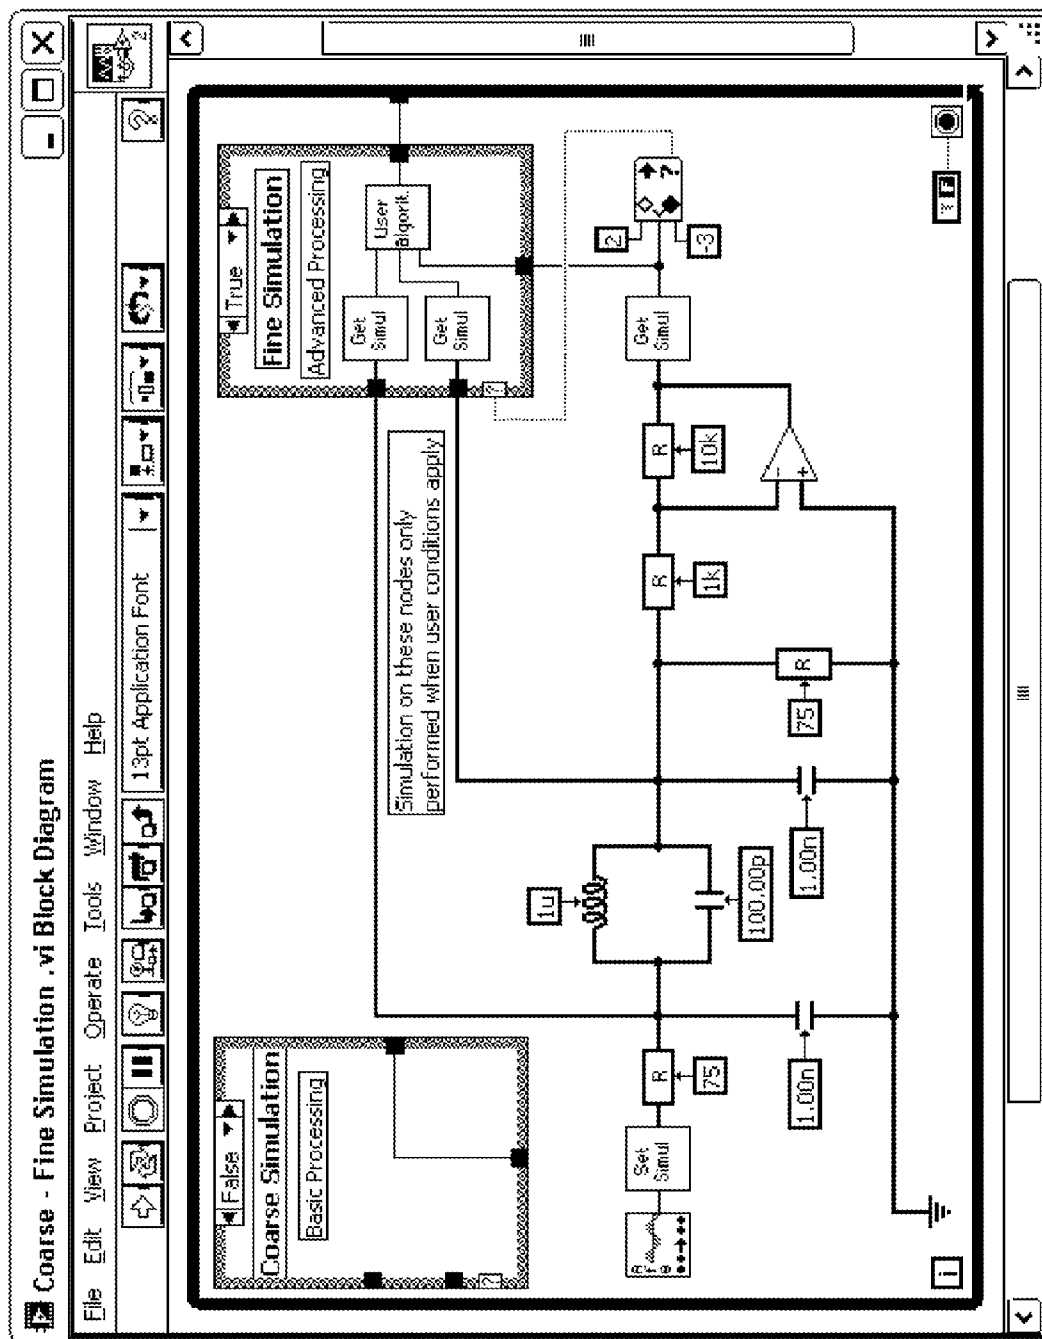 Coarse - Fine Simulation .vi Block Diagram
File Edit View Project Operate Tools Window Help
13pt Application Font
?
2
False
Coarse Simulation
Basic Processing
?
True
Fine Simulation
Advanced Processing
Get
Simul
Get
Simul
User
algorit.
?
Simulation on these nodes only
performed when user conditions apply
Set
Simul
R
75
1.00n
1u
100.00p
1.00n
R
75
R
1k
R
10k
-
+
Get
Simul
2
-3
?
i